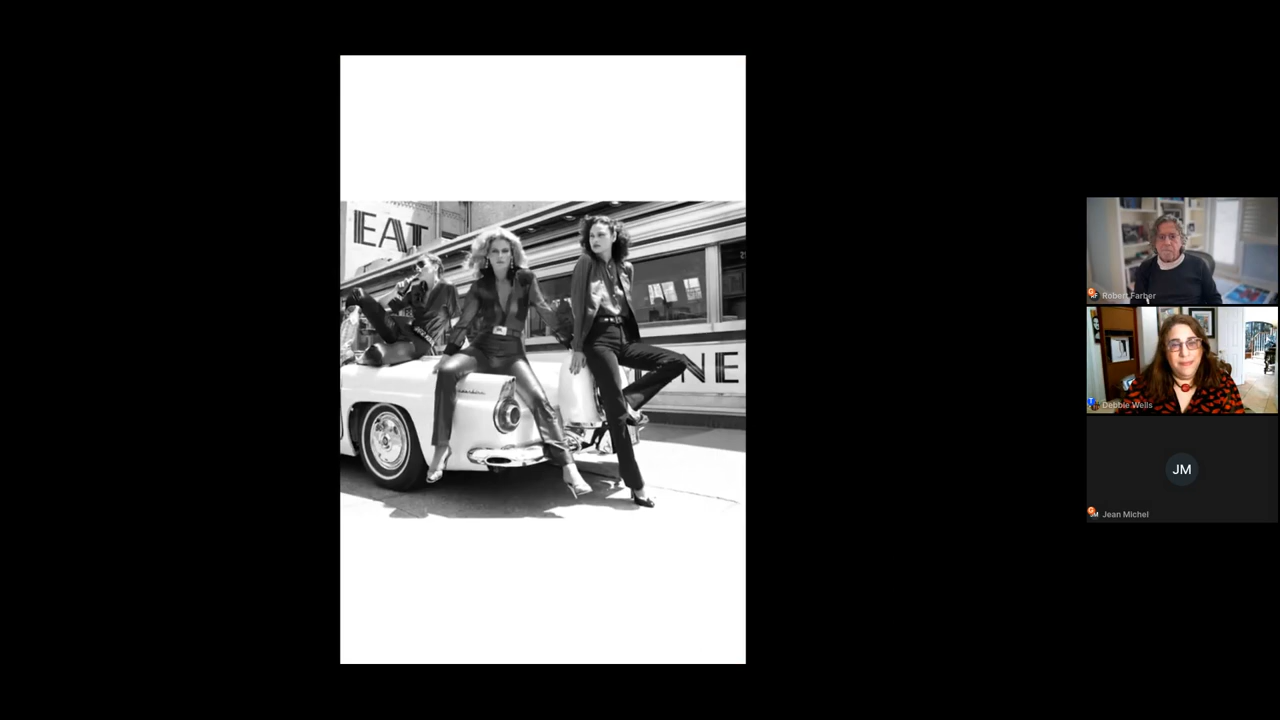 EAT
NE
Robert Farber
Debbie Wells
JM
Jean Michel